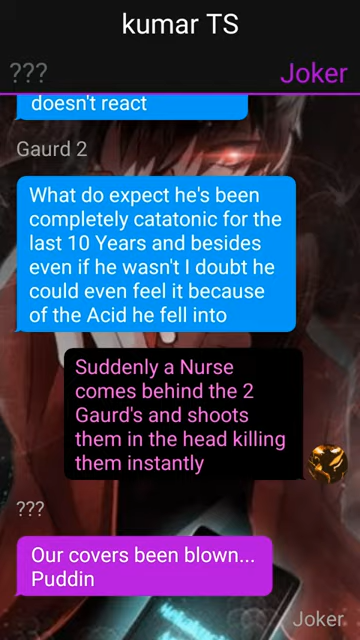 kumar TS
??? Joker
doesn't react
Gaurd 2
What do expect he's been
completely catatonic for the
last 10 Years and besides
even if he wasn't I doubt he
could even feel it because
of the Acid he fell into
Suddenly a Nurse
comes behind the 2
Gaurd's and shoots
them in the head killing
them instantly
???
Our covers been blown...
Puddin
Joker